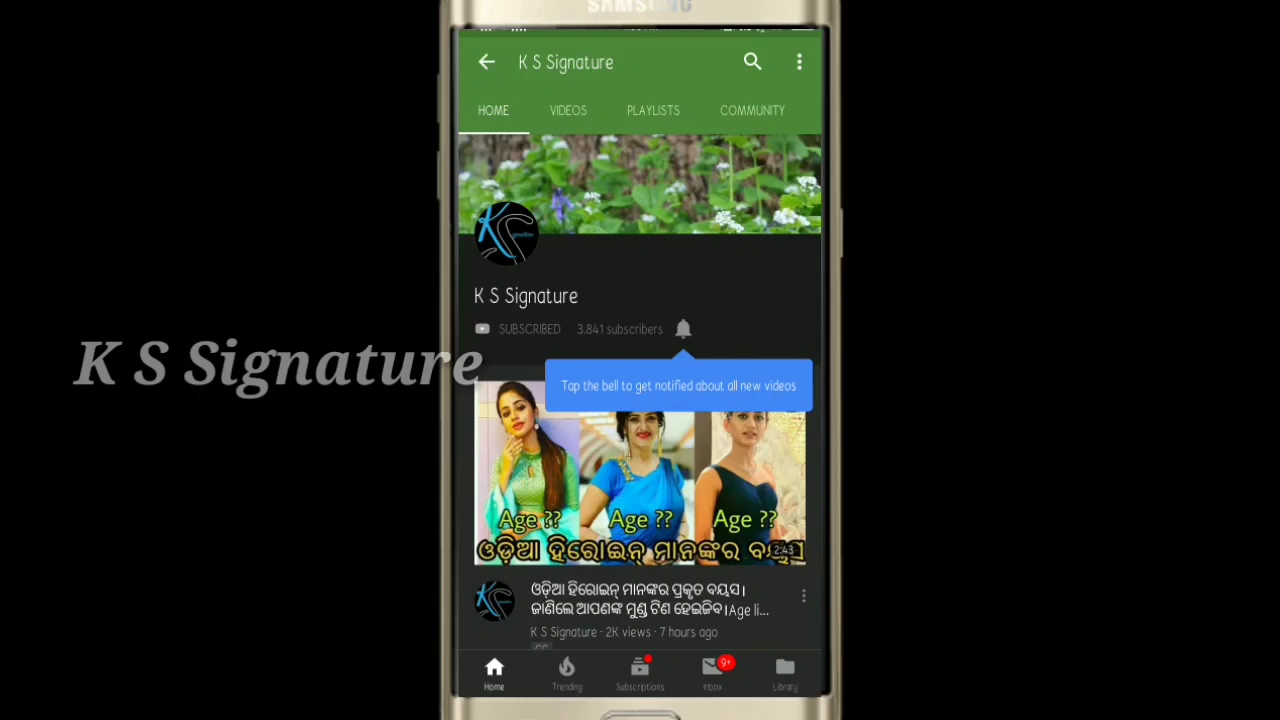 SAMSUNG
K S Signature
HOME VIDEOS PLAYLISTS COMMUNITY
K S Signature
SUBSCRIBED 3,841 subscribers
K S Signature
Tap the bell to get notified about all new videos
Age ?? Age ?? Age ??
ଓଡ଼ିଆ ହିରୋଇନ୍ ମାନଙ୍କର ବୟସ
2:43
ଓଡ଼ିଆ ହିରୋଇନ୍ ମାନଙ୍କର ପ୍ରକୃତ ବୟସ।
ଜାଣିଲେ ଆପଣଙ୍କ ମୁଣ୍ଡ ଟିଣ ହେଇଜିବ।Age li...
K S Signature · 2K views · 7 hours ago
CC
9+
Home Trending Subscriptions Inbox Library